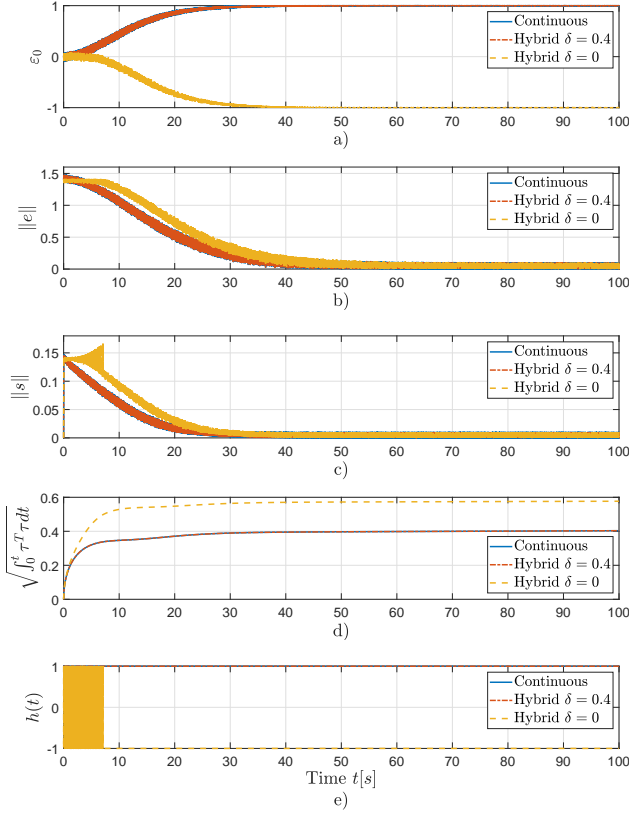 1
0
-1
ε₀
Continuous
Hybrid δ = 0.4
Hybrid δ = 0
0 10 20 30 40 50 60 70 80 90 100
a)
1.5
1
0.5
0
||e||
Continuous
Hybrid δ = 0.4
Hybrid δ = 0
0 10 20 30 40 50 60 70 80 90 100
b)
0.15
0.1
0.05
0
||s||
Continuous
Hybrid δ = 0.4
Hybrid δ = 0
0 10 20 30 40 50 60 70 80 90 100
c)
0.6
0.4
0.2
0
√∫₀ᵗ τᵀτdt
Continuous
Hybrid δ = 0.4
Hybrid δ = 0
0 10 20 30 40 50 60 70 80 90 100
d)
1
0
-1
h(t)
Continuous
Hybrid δ = 0.4
Hybrid δ = 0
0 10 20 30 40 50 60 70 80 90 100
Time t[s]
e)